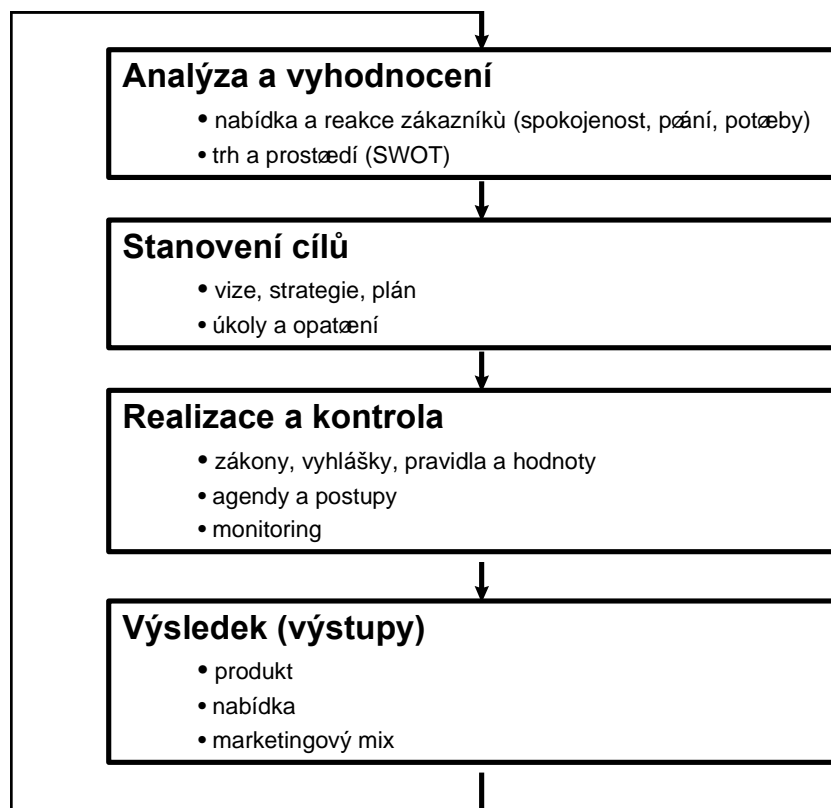 Analýza a vyhodnocení
• nabídka a reakce zákazníkù (spokojenost, pøání, potøeby)
• trh a prostøedí (SWOT)
Stanovení cílů
• vize, strategie, plán
• úkoly a opatøení
Realizace a kontrola
• zákony, vyhlášky, pravidla a hodnoty
• agendy a postupy
• monitoring
Výsledek (výstupy)
• produkt
• nabídka
• marketingový mix